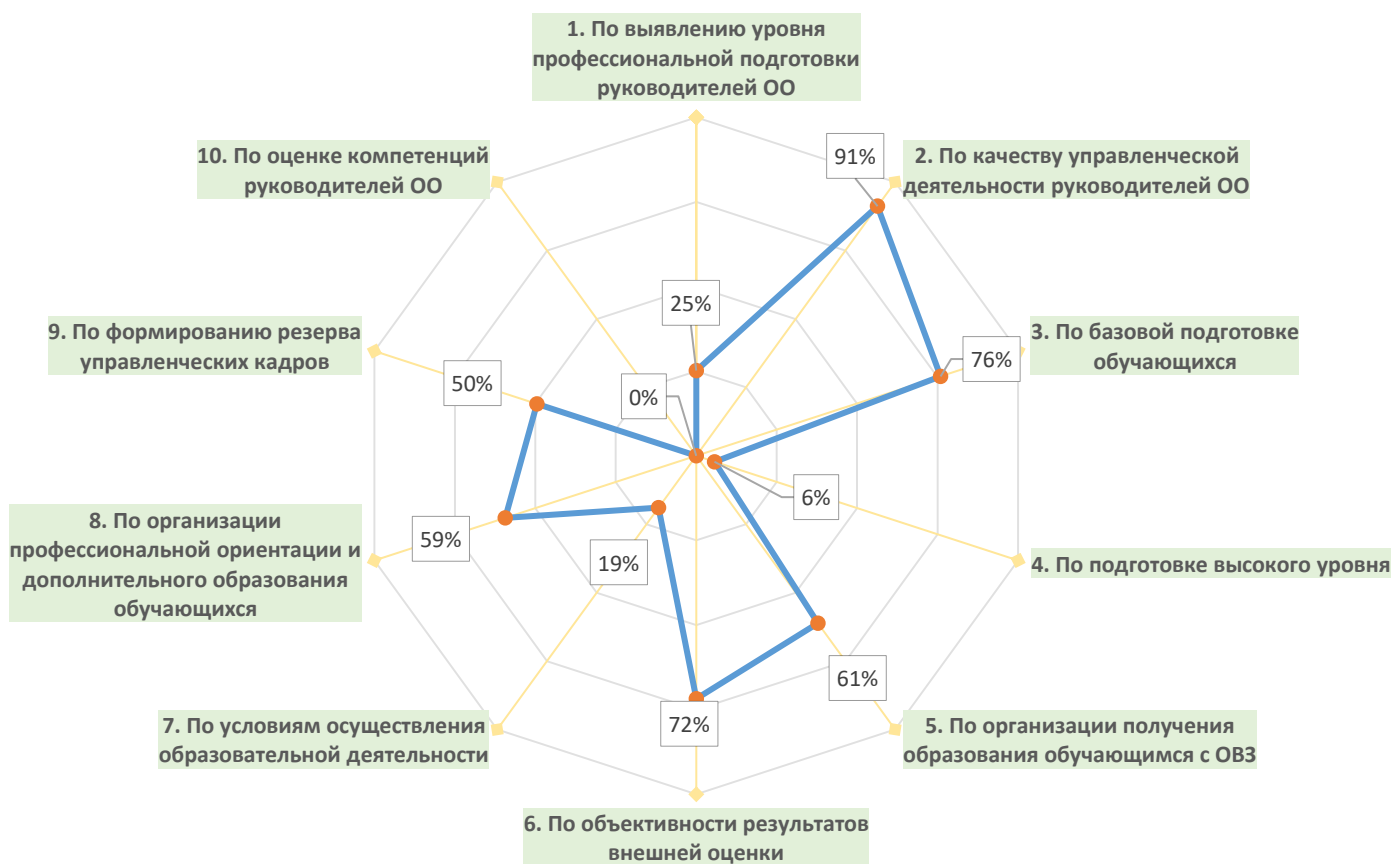 1. По выявлению уровня
профессиональной подготовки
руководителей ОО
91%
2. По качеству управленческой
деятельности руководителей ОО
10. По оценке компетенций
руководителей ОО
25%
3. По базовой подготовке
обучающихся
76%
9. По формированию резерва
управленческих кадров
50%
0%
6%
8. По организации
профессиональной ориентации и
дополнительного образования
обучающихся
59%
19%
4. По подготовке высокого уровня
61%
72%
7. По условиям осуществления
образовательной деятельности
5. По организации получения
образования обучающимся с ОВЗ
6. По объективности результатов
внешней оценки